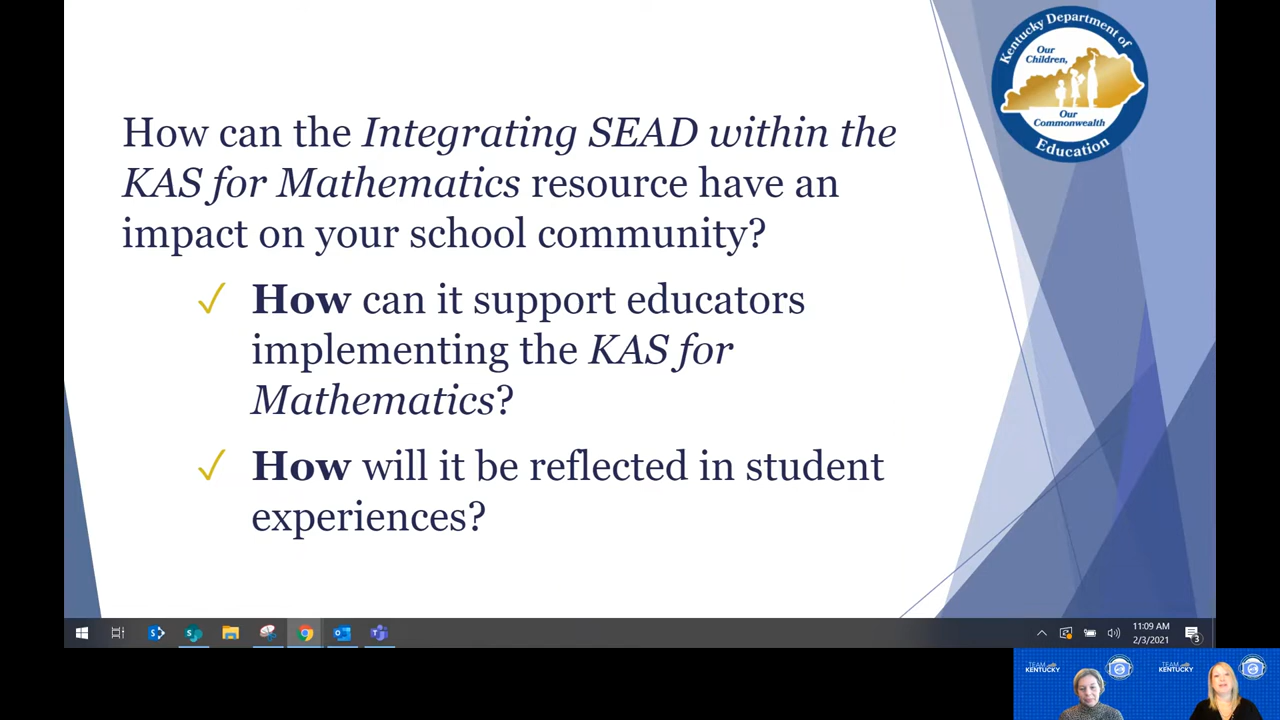 Kentucky Department of
Education
Our
Children,
Our
Commonwealth
How can the Integrating SEAD within the
KAS for Mathematics resource have an
impact on your school community?
✓ How can it support educators
implementing the KAS for
Mathematics?
✓ How will it be reflected in student
experiences?
11:09 AM
2/3/2021
3
TEAM
KENTUCKY
TEAM
KENTUCKY